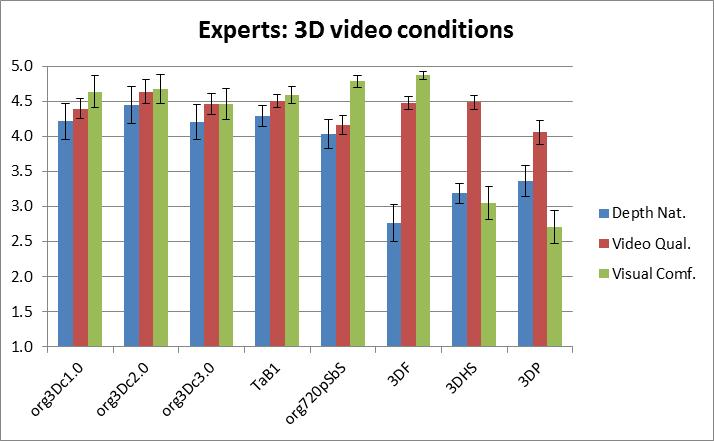 Experts: 3D video conditions
5.0
4.5
4.0
3.5
3.0
2.5
2.0
1.5
1.0
Depth Nat.
Video Qual.
Visual Comf.
org3Dc1.0
org3Dc2.0
org3Dc3.0
TaB1
org720pSbS
3DF
3DHS
3DP